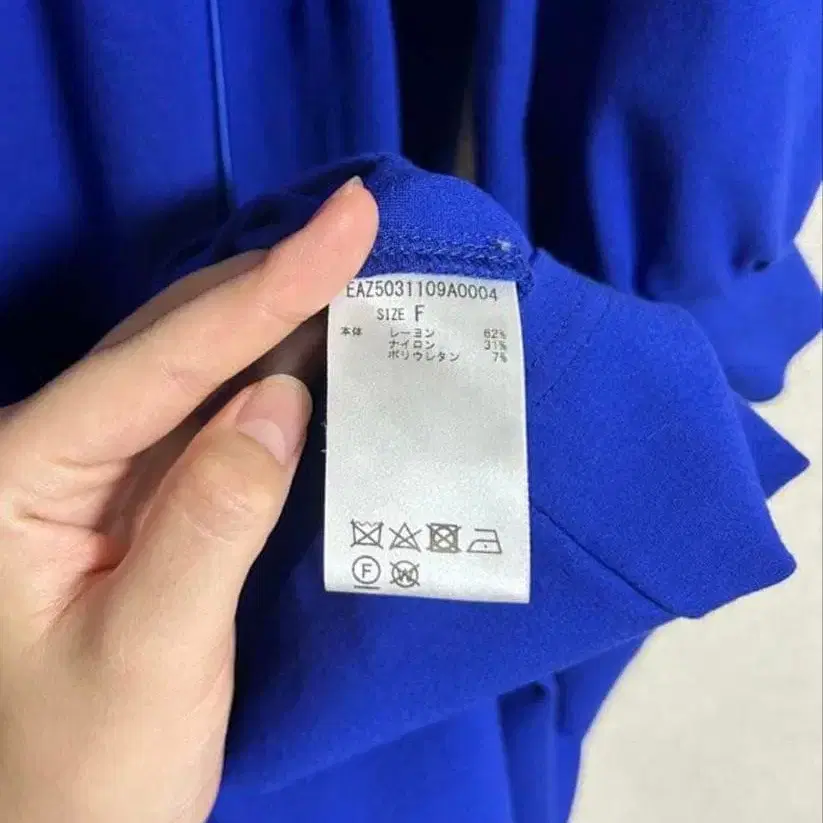 EAZ5031109A0004
SIZE F
本体 レーヨン 62%
ナイロン 31%
ポリウレタン 7%
F W